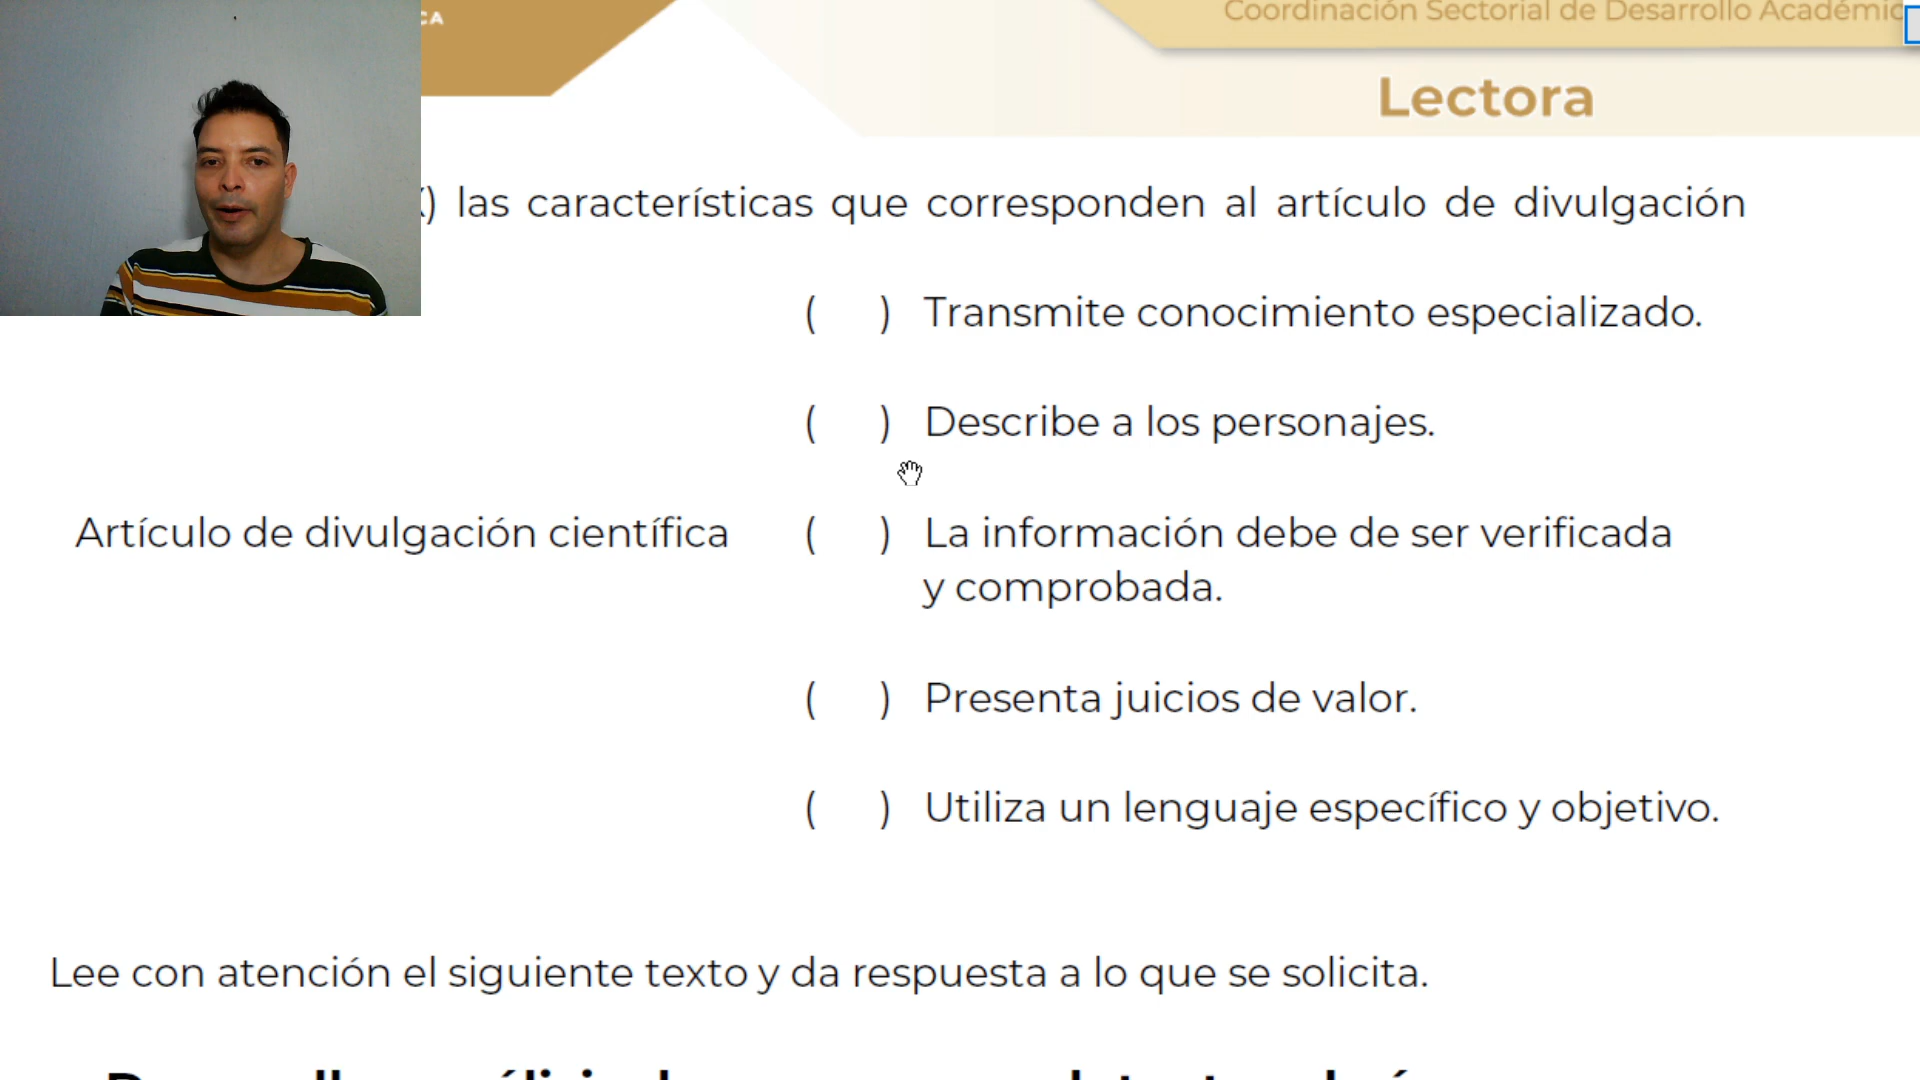 CA
Coordinación Sectorial de Desarrollo Académic
Lectora
) las características que corresponden al artículo de divulgación
( ) Transmite conocimiento especializado.
( ) Describe a los personajes.
Artículo de divulgación científica ( ) La información debe de ser verificada
y comprobada.
( ) Presenta juicios de valor.
( ) Utiliza un lenguaje específico y objetivo.
Lee con atención el siguiente texto y da respuesta a lo que se solicita.